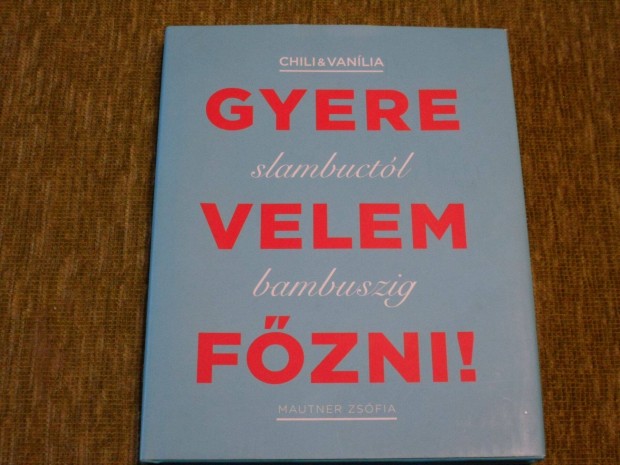 CHILI & VANÍLIA
GYERE
slambuctól
VELEM
bambuszig
FŐZNI!
MAUTNER ZSÓFIA